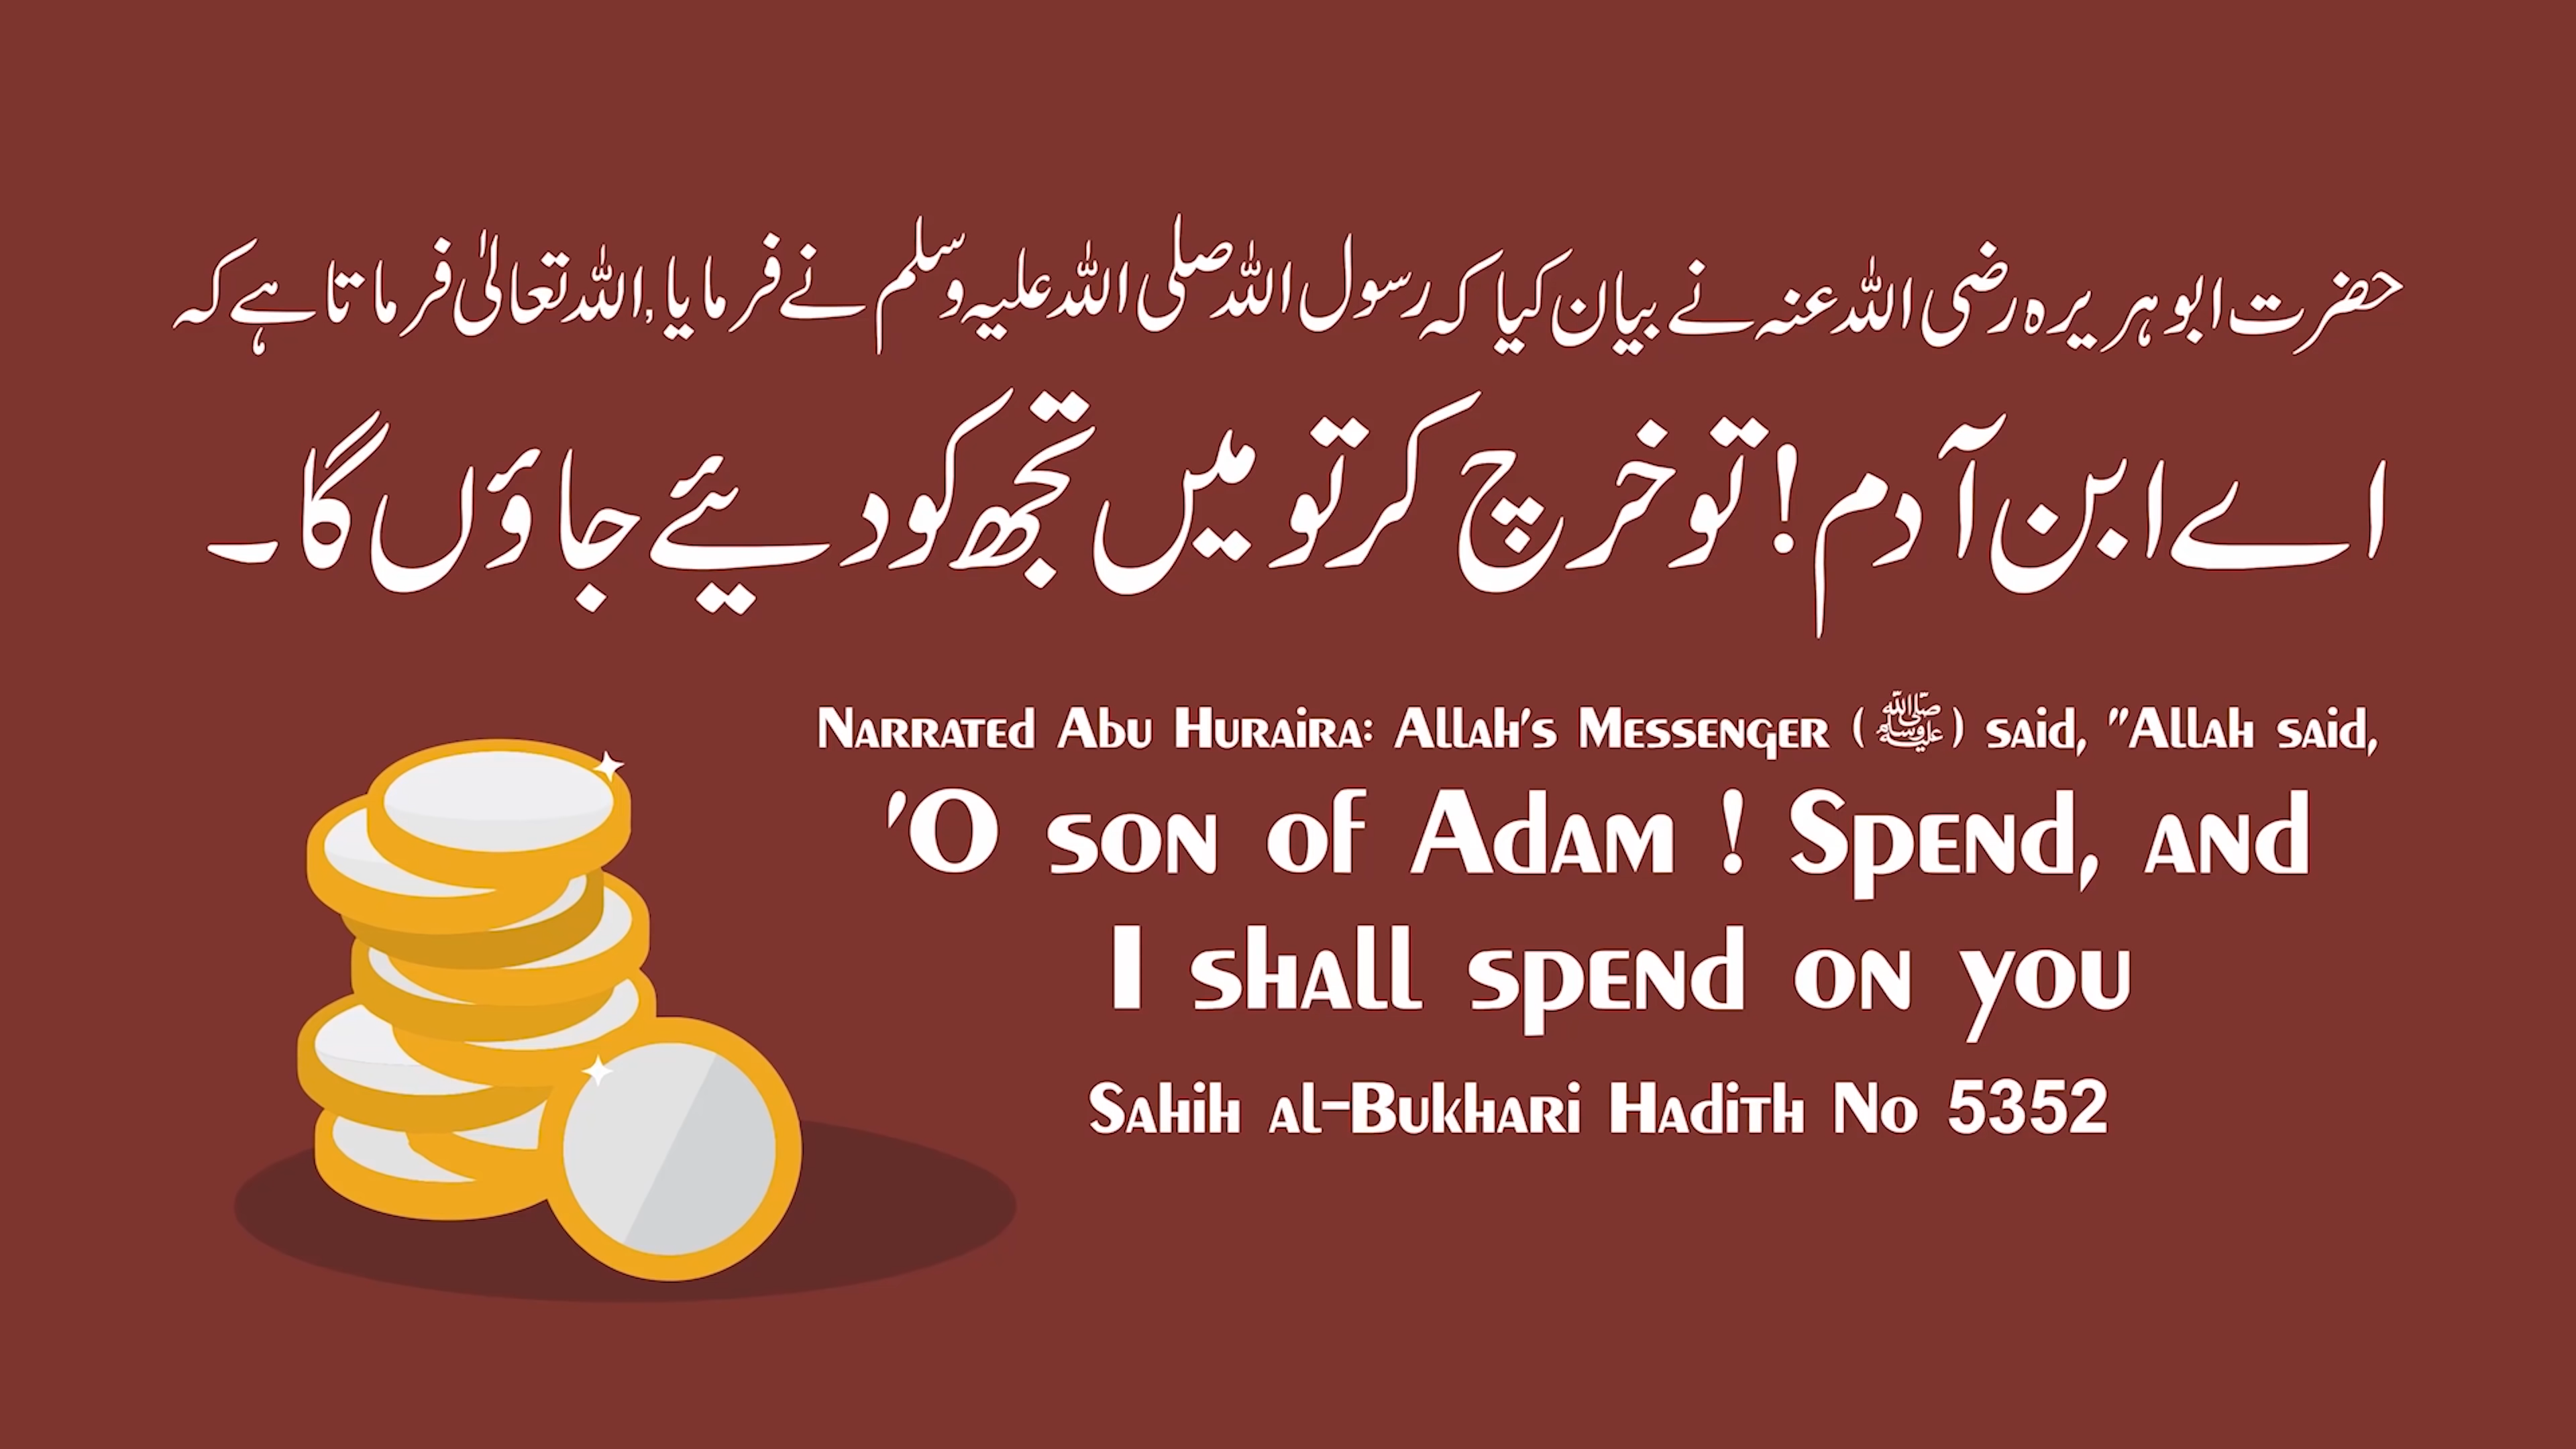 حضرت ابو ہریرہ رضی اللہ عنہ نے بیان کیا کہ رسول اللہ صلی اللہ علیہ وسلم نے فرمایا, اللہ تعالیٰ فرماتا ہے کہ
اے ابن آدم! تو خرچ کر تو میں تجھ کو دیئے جاؤں گا۔
Narrated Abu Huraira: Allah's Messenger (ﷺ) said, "Allah said,
'O son of Adam ! Spend, and
I shall spend on you
Sahih al-Bukhari Hadith No 5352